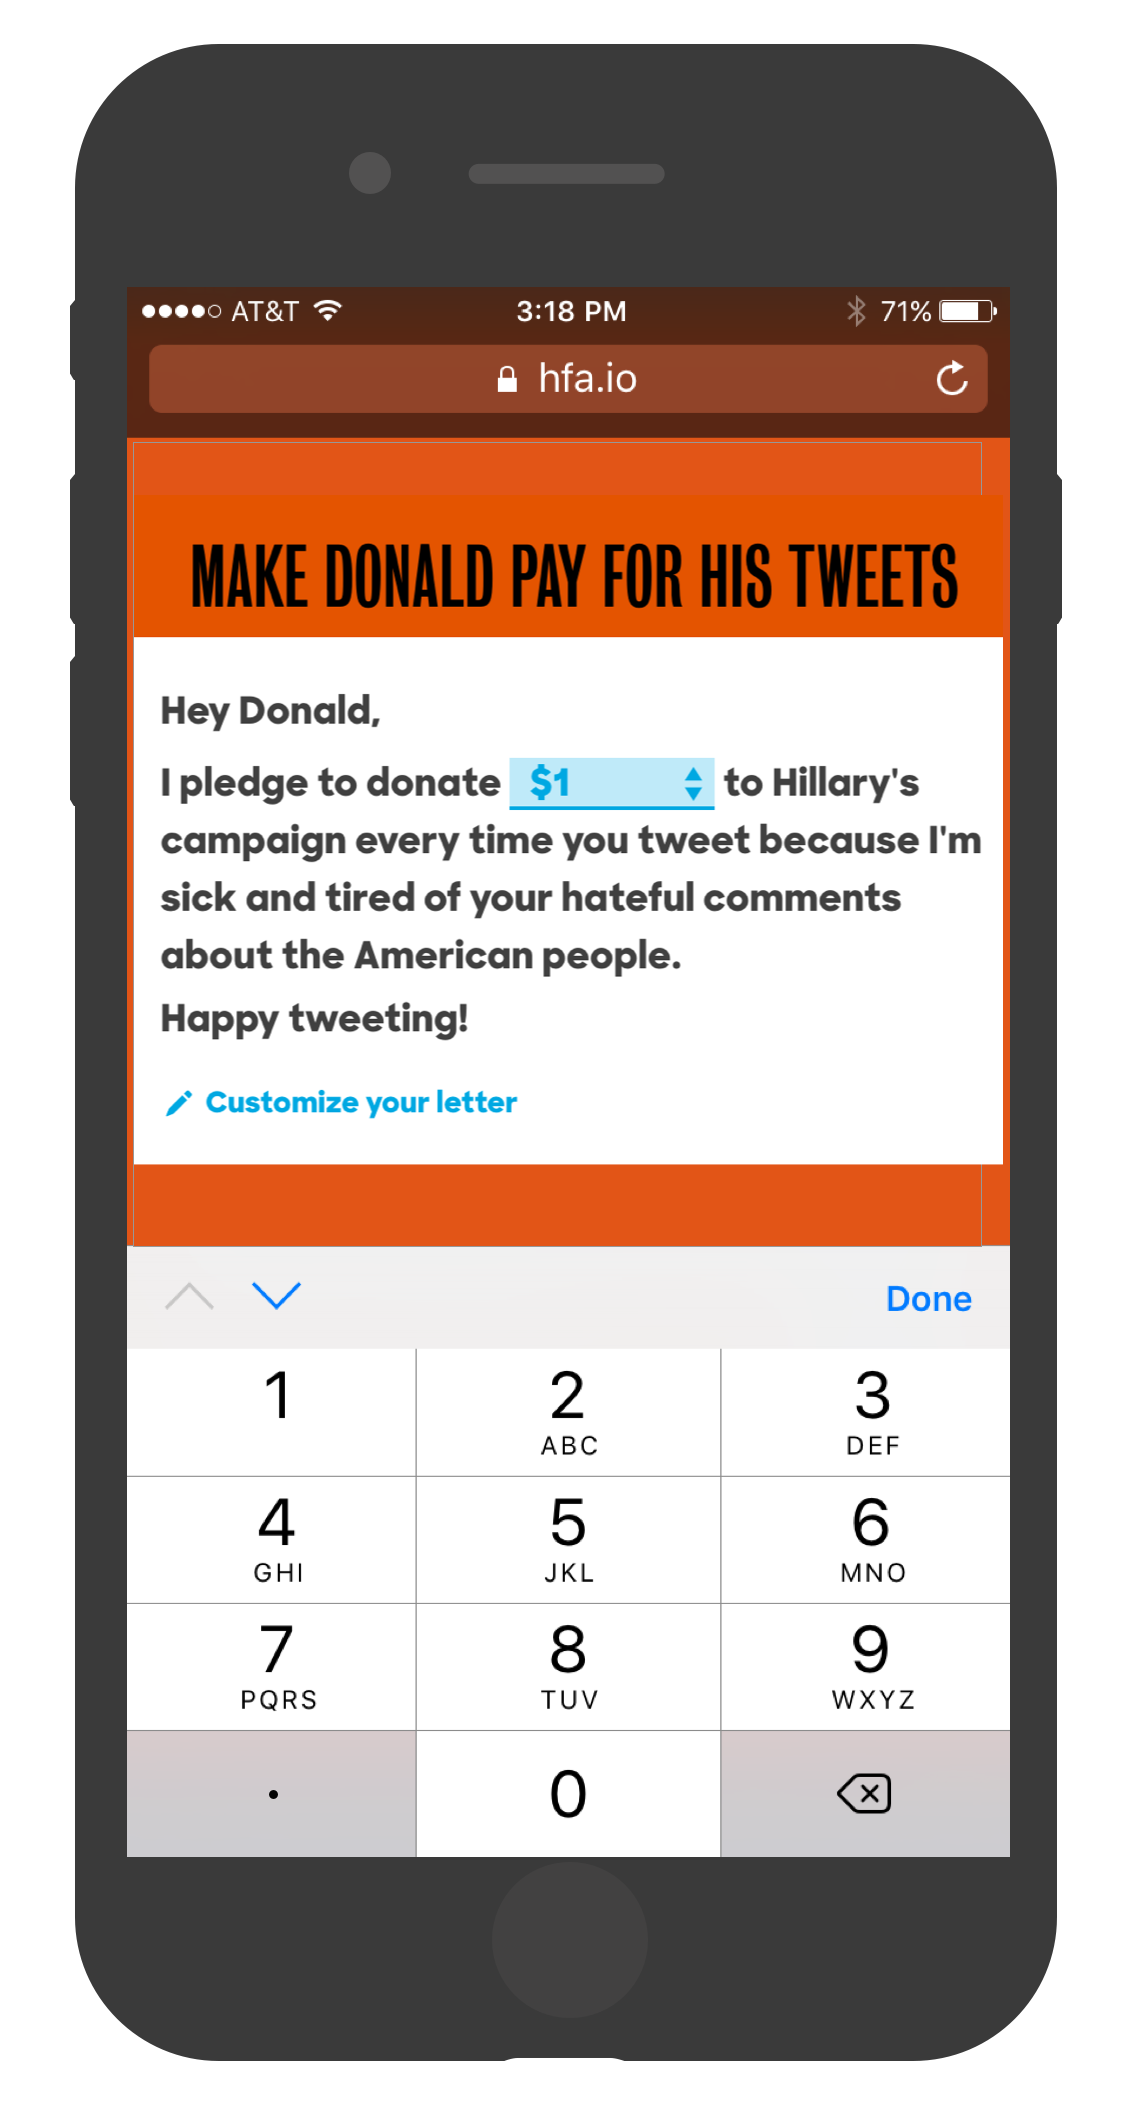 AT&T 3:18 PM 71%
hfa.io
MAKE DONALD PAY FOR HIS TWEETS
Hey Donald,
I pledge to donate $1 to Hillary's
campaign every time you tweet because I'm
sick and tired of your hateful comments
about the American people.
Happy tweeting!
Customize your letter
Done
1 2 3
ABC DEF
4 5 6
GHI JKL MNO
7 8 9
PQRS TUV WXYZ
. 0